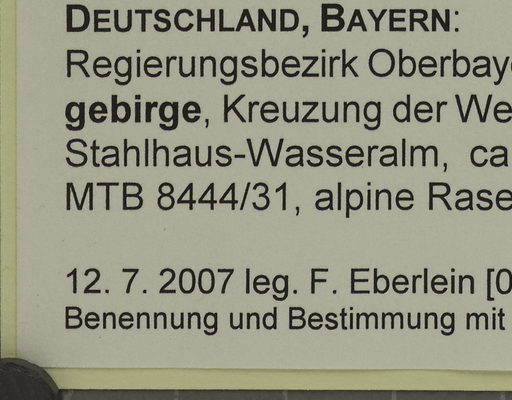 DEUTSCHLAND, BAYERN:
Regierungsbezirk Oberbay
gebirge, Kreuzung der We
Stahlhaus-Wasseralm, ca
MTB 8444/31, alpine Rase
12. 7. 2007 leg. F. Eberlein [0
Benennung und Bestimmung mit